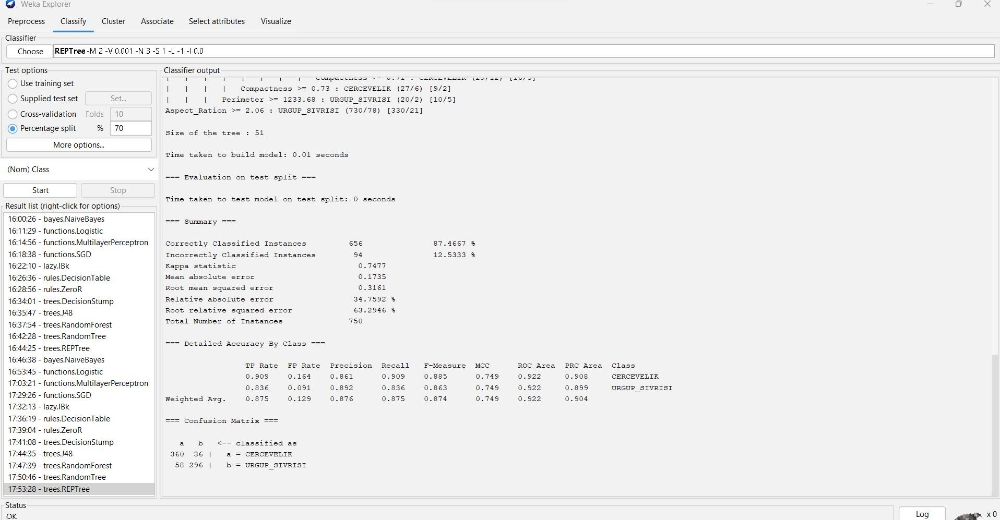 Weka Explorer
Preprocess Classify Cluster Associate Select attributes Visualize
Classifier
Choose REPTree -M 2 -V 0.001 -N 3 -S 1 -L -1 -I 0.0
Test options
Use training set
Supplied test set Set...
Cross-validation Folds 10
Percentage split % 70
More options...
(Nom) Class
Start Stop
Result list (right-click for options)
16:00:26 - bayes.NaiveBayes
16:11:29 - functions.Logistic
16:14:56 - functions.MultilayerPerceptron
16:18:38 - functions.SGD
16:22:10 - lazy.IBk
16:26:36 - rules.DecisionTable
16:28:56 - rules.ZeroR
16:34:01 - trees.DecisionStump
16:35:47 - trees.J48
16:37:54 - trees.RandomForest
16:42:28 - trees.RandomTree
16:44:25 - trees.REPTree
16:46:38 - bayes.NaiveBayes
16:53:45 - functions.Logistic
17:03:21 - functions.MultilayerPerceptron
17:29:26 - functions.SGD
17:32:13 - lazy.IBk
17:36:19 - rules.DecisionTable
17:39:04 - rules.ZeroR
17:41:08 - trees.DecisionStump
17:44:35 - trees.J48
17:47:39 - trees.RandomForest
17:50:46 - trees.RandomTree
17:53:28 - trees.REPTree
Classifier output
| | | | | | | | Compactness >= 0.71 : CERCEVELIK
| | | | Compactness >= 0.73 : CERCEVELIK (27/6) [9/2]
| | | Perimeter >= 1233.68 : URGUP_SIVRISI (20/2) [10/5]
Aspect_Ration >= 2.06 : URGUP_SIVRISI (730/78) [330/21]
Size of the tree : 51
Time taken to build model: 0.01 seconds
=== Evaluation on test split ===
Time taken to test model on test split: 0 seconds
=== Summary ===
Correctly Classified Instances 656 87.4667 %
Incorrectly Classified Instances 94 12.5333 %
Kappa statistic 0.7477
Mean absolute error 0.1735
Root mean squared error 0.3161
Relative absolute error 34.7592 %
Root relative squared error 63.2946 %
Total Number of Instances 750
=== Detailed Accuracy By Class ===
TP Rate FP Rate Precision Recall F-Measure MCC ROC Area PRC Area Class
0.909 0.164 0.861 0.909 0.885 0.749 0.922 0.908 CERCEVELIK
0.836 0.091 0.892 0.836 0.863 0.749 0.922 0.899 URGUP_SIVRISI
Weighted Avg. 0.875 0.129 0.876 0.875 0.874 0.749 0.922 0.904
=== Confusion Matrix ===
a b <-- classified as
360 36 | a = CERCEVELIK
58 296 | b = URGUP_SIVRISI
Status
OK
Log x 0